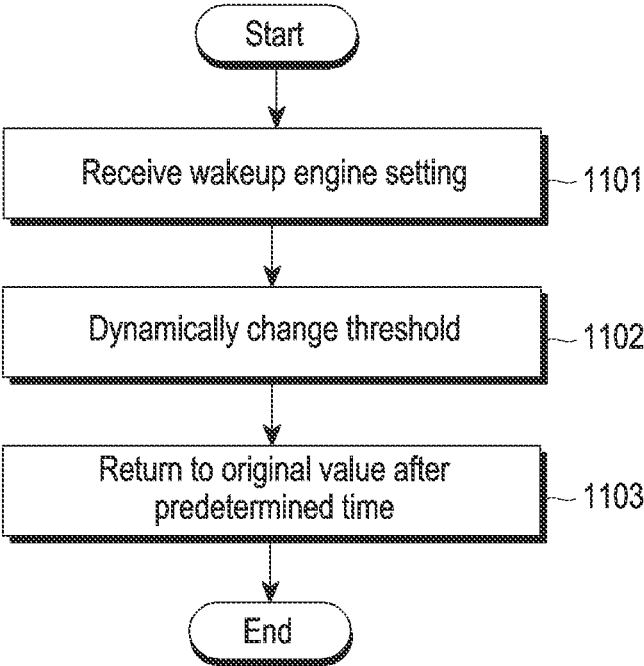 Start
Receive wakeup engine setting
1101
Dynamically change threshold
1102
Return to original value after
predetermined time
1103
End